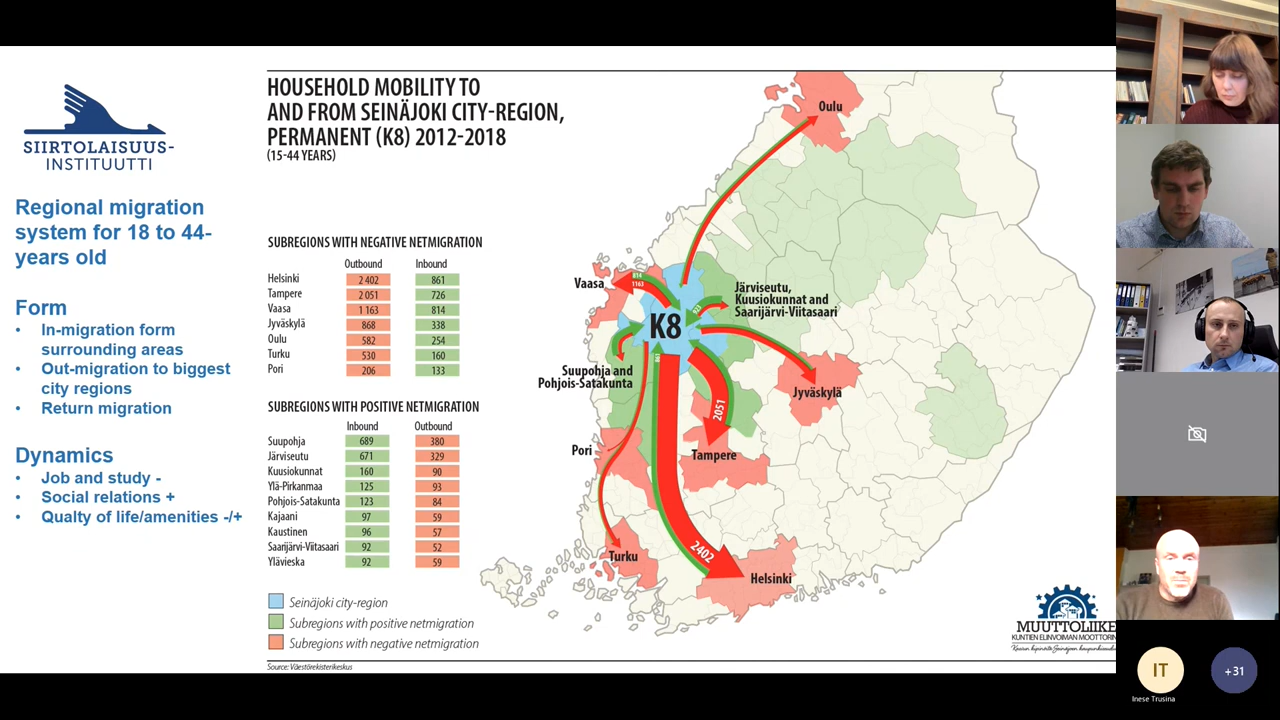 SIIRTOLAISUUS-
INSTITUUTTI
Regional migration
system for 18 to 44-
years old
Form
• In-migration form
surrounding areas
• Out-migration to biggest
city regions
• Return migration
Dynamics
• Job and study -
• Social relations +
• Qualty of life/amenities -/+
HOUSEHOLD MOBILITY TO
AND FROM SEINÄJOKI CITY-REGION,
PERMANENT (K8) 2012-2018
(15-44 YEARS)
SUBREGIONS WITH NEGATIVE NETMIGRATION
Outbound Inbound
Helsinki 2 402 861
Tampere 2 051 726
Vaasa 1 163 814
Jyväskylä 868 338
Oulu 582 254
Turku 530 160
Pori 206 133
SUBREGIONS WITH POSITIVE NETMIGRATION
Inbound Outbound
Suupohja 689 380
Järviseutu 671 329
Kuusiokunnat 160 90
Ylä-Pirkanmaa 125 93
Pohjois-Satakunta 123 84
Kajaani 97 59
Kaustinen 96 57
Saarijärvi-Viitasaari 92 52
Ylävieska 92 59
Seinäjoki city-region
Subregions with positive netmigration
Subregions with negative netmigration
Source: Väestörekisterikeskus
Oulu
Vaasa
814
1163
Järviseutu,
Kuusiokunnat and
Saarijärvi-Viitasaari
K8
Suupohja and
Pohjois-Satakunta
Jyväskylä
2051
Pori
Tampere
2402
Turku
Helsinki
MUUTTOLIIKE
KUNTIEN ELINVOIMAN MOOTTORIN
IT
+31
Inese Trusina